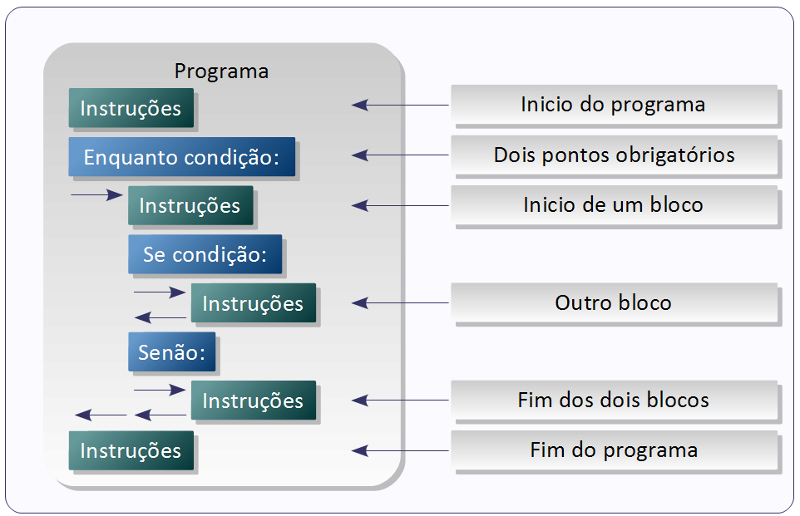 Programa
Instruções
Inicio do programa
Enquanto condição:
Dois pontos obrigatórios
Instruções
Inicio de um bloco
Se condição:
Instruções
Outro bloco
Senão:
Instruções
Fim dos dois blocos
Instruções
Fim do programa